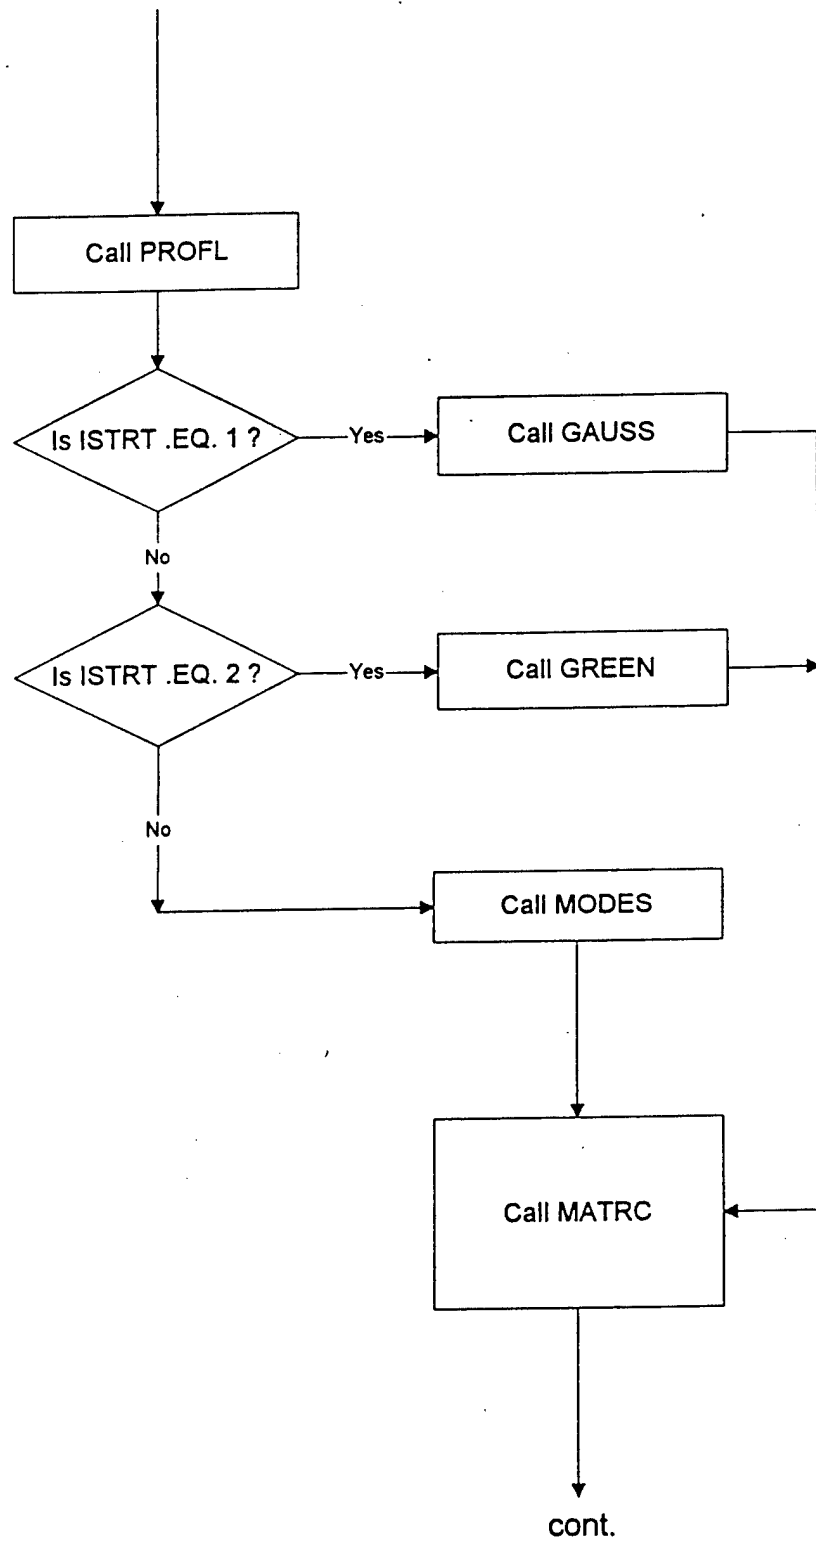 Call PROFL
Is ISTRT .EQ. 1 ?
Yes
Call GAUSS
No
Is ISTRT .EQ. 2 ?
Yes
Call GREEN
No
Call MODES
Call MATRC
cont.